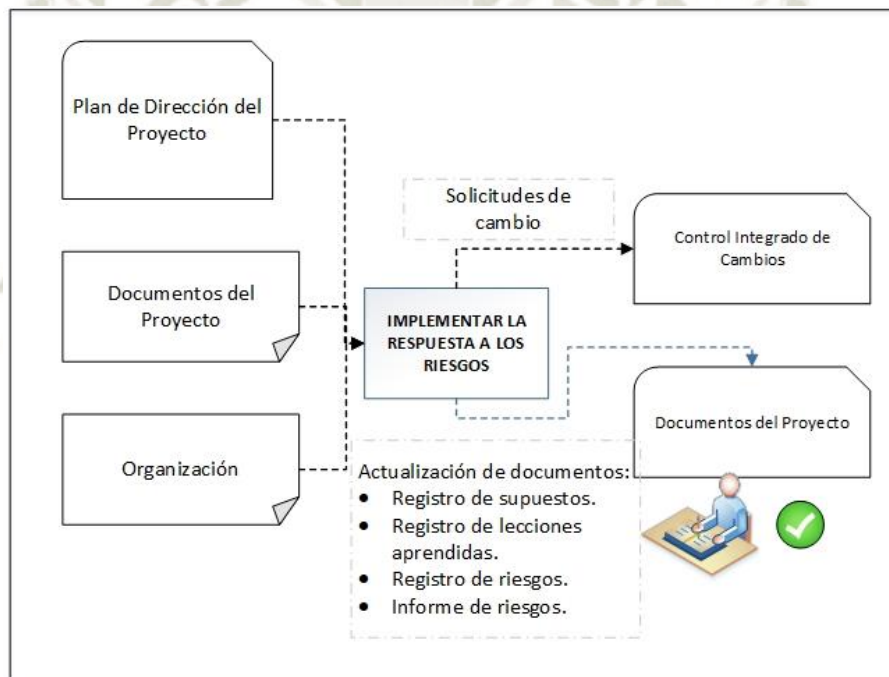 Plan de Dirección del
Proyecto
Documentos del
Proyecto
Organización
Solicitudes de
cambio
IMPLEMENTAR LA
RESPUESTA A LOS
RIESGOS
Control Integrado de
Cambios
Documentos del Proyecto
Actualización de documentos:
• Registro de supuestos.
• Registro de lecciones
aprendidas.
• Registro de riesgos.
• Informe de riesgos.